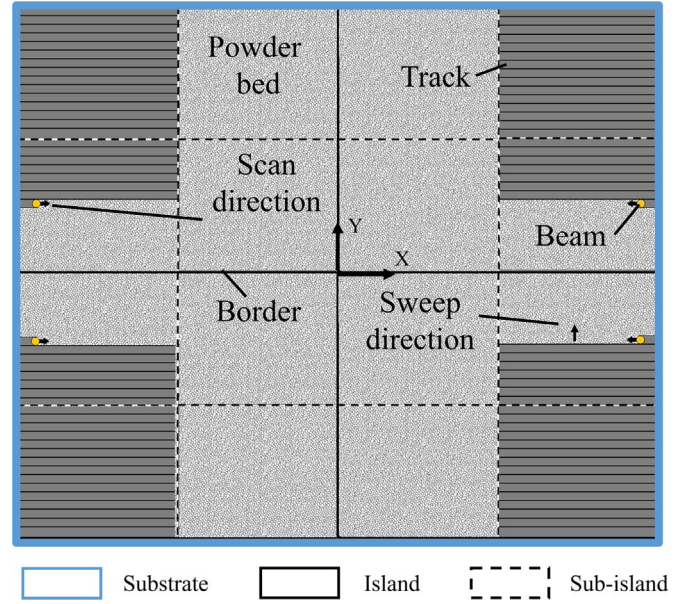 Powder
bed
Track
Scan
direction
Beam
Y
X
Border
Sweep
direction
Substrate
Island
Sub-island